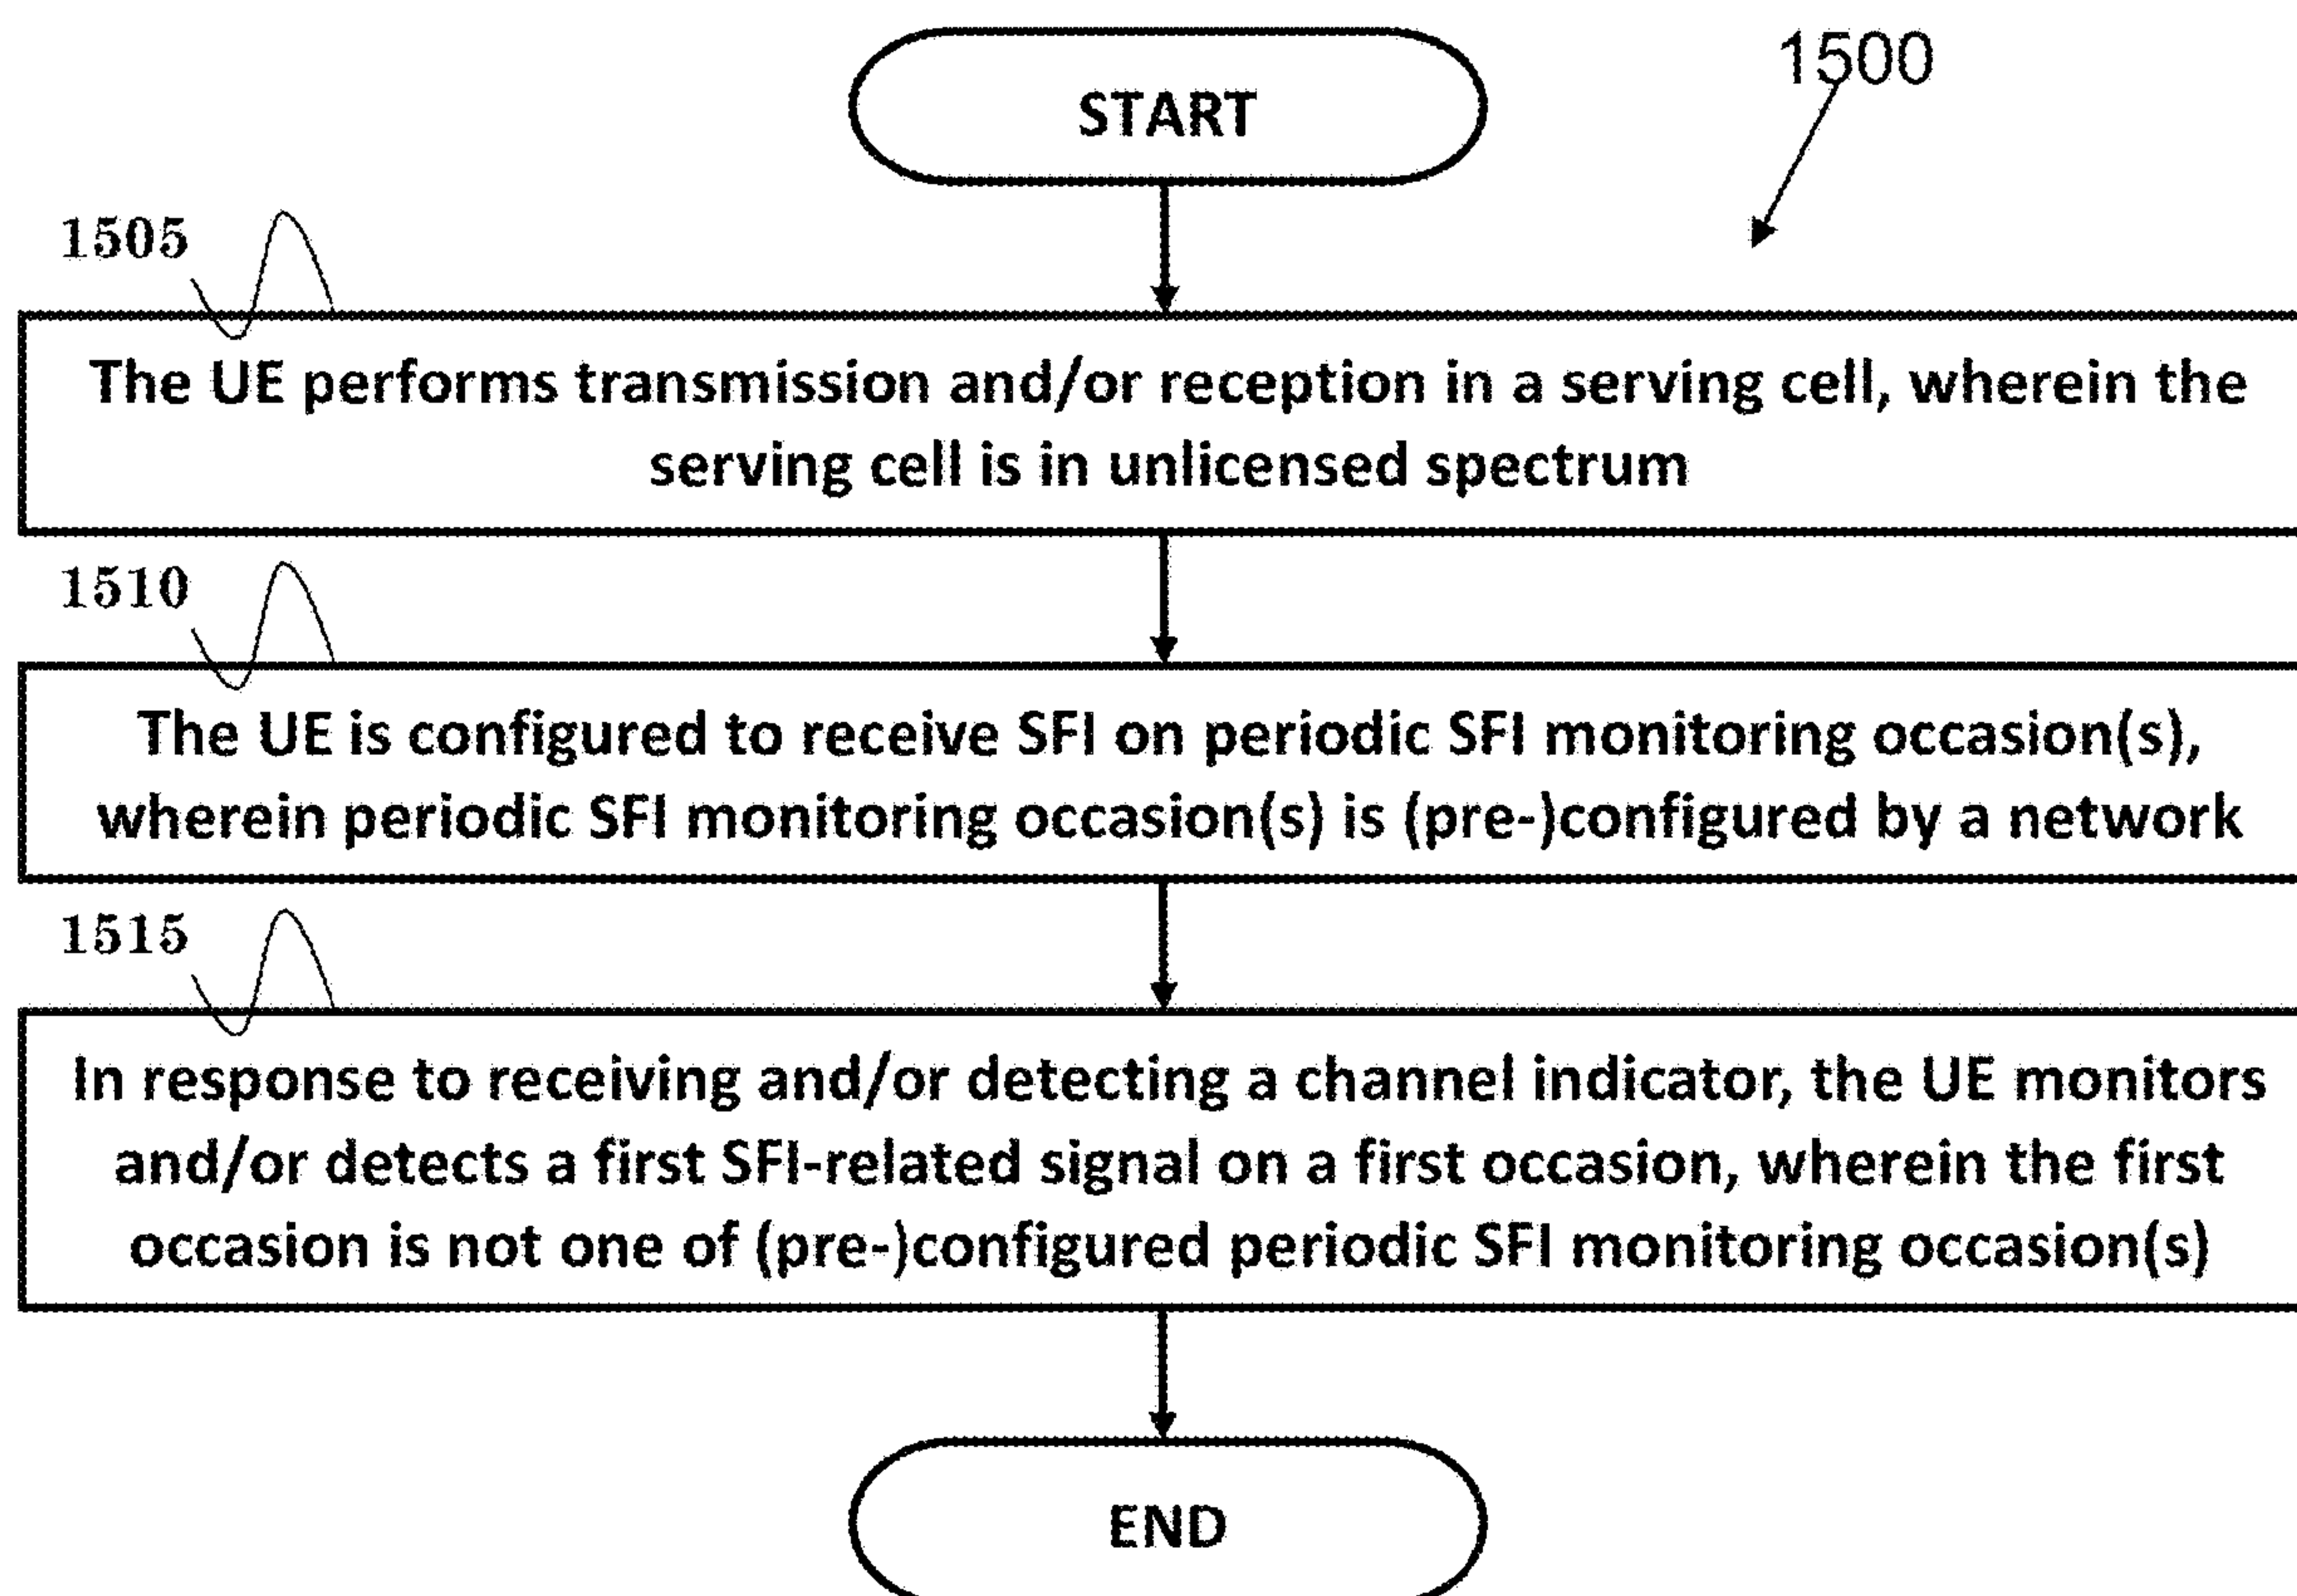 START
1500
1505
The UE performs transmission and/or reception in a serving cell, wherein the
serving cell is in unlicensed spectrum
1510
The UE is configured to receive SFI on periodic SFI monitoring occasion(s),
wherein periodic SFI monitoring occasion(s) is (pre-)configured by a network
1515
In response to receiving and/or detecting a channel indicator, the UE monitors
and/or detects a first SFI-related signal on a first occasion, wherein the first
occasion is not one of (pre-)configured periodic SFI monitoring occasion(s)
END